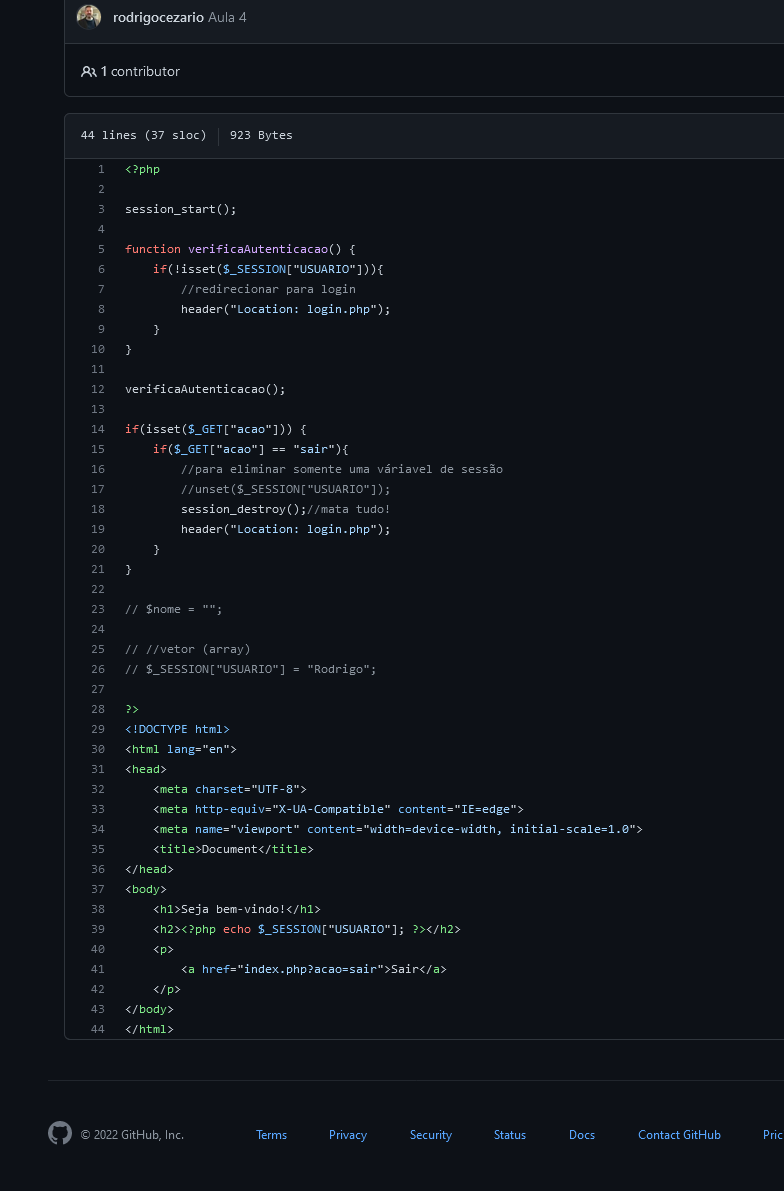 rodrigocezario Aula 4
1 contributor
44 lines (37 sloc) 923 Bytes
1 <?php
2
3 session_start();
4
5 function verificaAutenticacao() {
6     if(!isset($_SESSION["USUARIO"])){
7         //redirecionar para login
8         header("Location: login.php");
9     }
10 }
11
12 verificaAutenticacao();
13
14 if(isset($_GET["acao"])) {
15     if($_GET["acao"] == "sair"){
16         //para eliminar somente uma váriavel de sessão
17         //unset($_SESSION["USUARIO"]);
18         session_destroy();//mata tudo!
19         header("Location: login.php");
20     }
21 }
22
23 // $nome = "";
24
25 // //vetor (array)
26 // $_SESSION["USUARIO"] = "Rodrigo";
27
28 ?>
29 <!DOCTYPE html>
30 <html lang="en">
31 <head>
32     <meta charset="UTF-8">
33     <meta http-equiv="X-UA-Compatible" content="IE=edge">
34     <meta name="viewport" content="width=device-width, initial-scale=1.0">
35     <title>Document</title>
36 </head>
37 <body>
38     <h1>Seja bem-vindo!</h1>
39     <h2><?php echo $_SESSION["USUARIO"]; ?></h2>
40     <p>
41         <a href="index.php?acao=sair">Sair</a>
42     </p>
43 </body>
44 </html>
© 2022 GitHub, Inc. Terms Privacy Security Status Docs Contact GitHub Pric